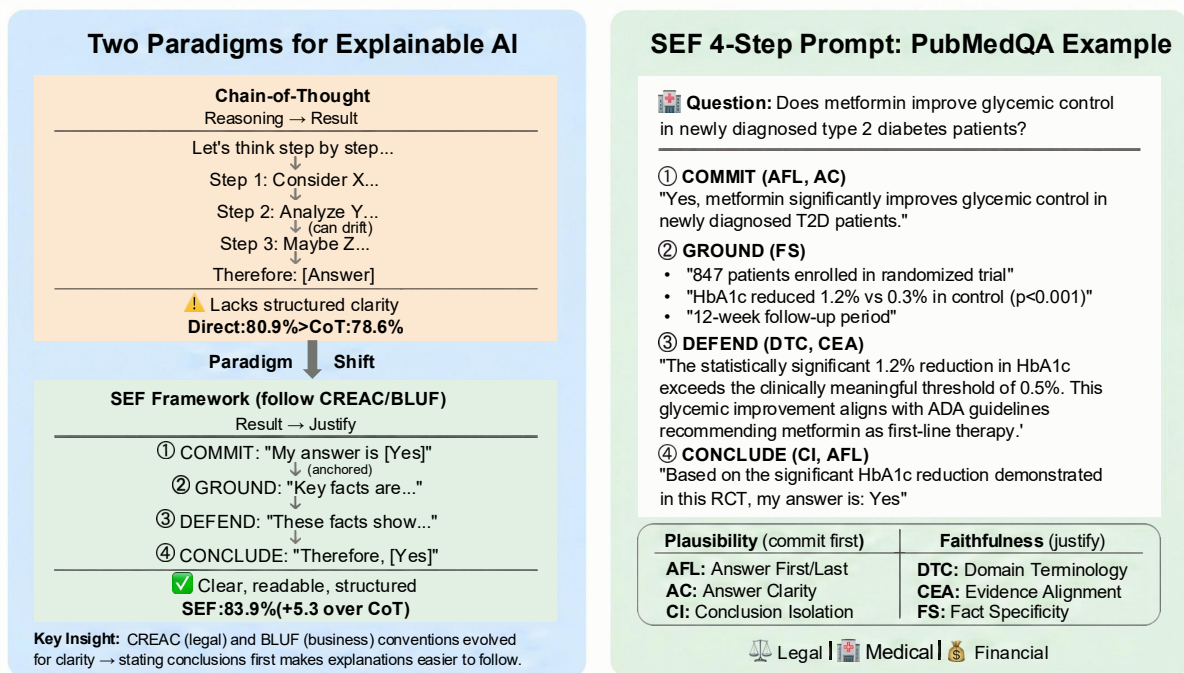 Two Paradigms for Explainable AI
Chain-of-Thought
Reasoning → Result
Let's think step by step...
↓
Step 1: Consider X...
↓
Step 2: Analyze Y...
↓ (can drift)
Step 3: Maybe Z...
↓
Therefore: [Answer]
⚠️ Lacks structured clarity
Direct:80.9%>CoT:78.6%
Paradigm Shift
SEF Framework (follow CREAC/BLUF)
Result → Justify
① COMMIT: "My answer is [Yes]"
↓ (anchored)
② GROUND: "Key facts are..."
↓
③ DEFEND: "These facts show..."
↓
④ CONCLUDE: "Therefore, [Yes]"
✅ Clear, readable, structured
SEF:83.9%(+5.3 over CoT)
Key Insight: CREAC (legal) and BLUF (business) conventions evolved
for clarity → stating conclusions first makes explanations easier to follow.
SEF 4-Step Prompt: PubMedQA Example
🏥 Question: Does metformin improve glycemic control
in newly diagnosed type 2 diabetes patients?
① COMMIT (AFL, AC)
"Yes, metformin significantly improves glycemic control in
newly diagnosed T2D patients."
② GROUND (FS)
• "847 patients enrolled in randomized trial"
• "HbA1c reduced 1.2% vs 0.3% in control (p<0.001)"
• "12-week follow-up period"
③ DEFEND (DTC, CEA)
"The statistically significant 1.2% reduction in HbA1c
exceeds the clinically meaningful threshold of 0.5%. This
glycemic improvement aligns with ADA guidelines
recommending metformin as first-line therapy.'
④ CONCLUDE (CI, AFL)
"Based on the significant HbA1c reduction demonstrated
in this RCT, my answer is: Yes"
Plausibility (commit first)
AFL: Answer First/Last
AC: Answer Clarity
CI: Conclusion Isolation
Faithfulness (justify)
DTC: Domain Terminology
CEA: Evidence Alignment
FS: Fact Specificity
⚖️ Legal | 🏥 Medical | 💰 Financial